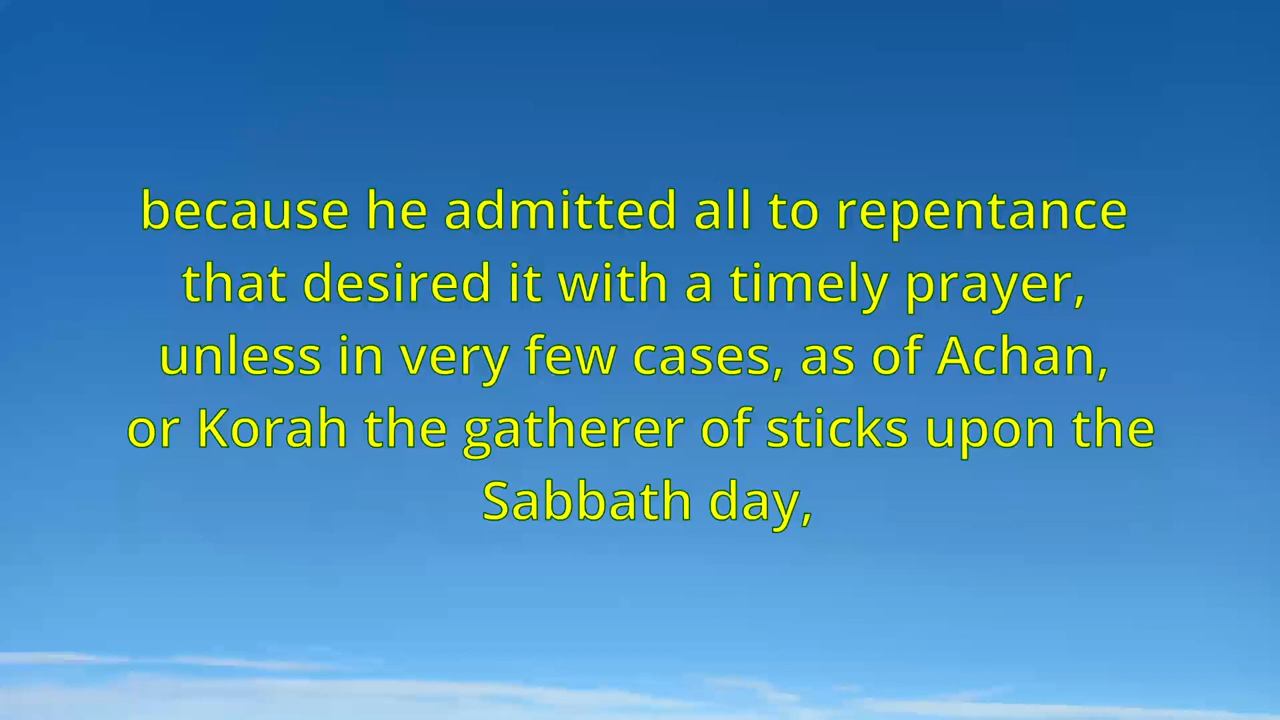 because he admitted all to repentance
that desired it with a timely prayer,
unless in very few cases, as of Achan,
or Korah the gatherer of sticks upon the
Sabbath day,